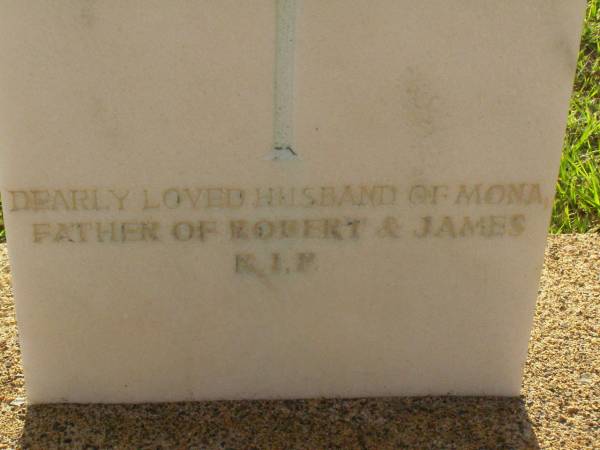 DEARLY LOVED HUSBAND OF MONA,
FATHER OF ROBERT & JAMES
R.I.P.